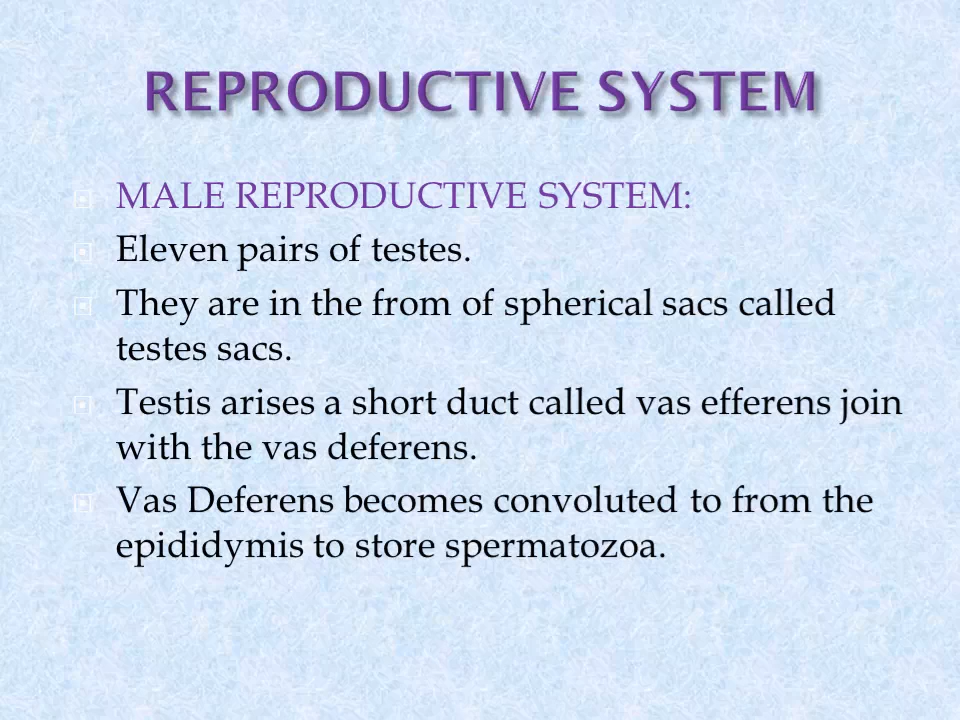 REPRODUCTIVE SYSTEM
MALE REPRODUCTIVE SYSTEM:
Eleven pairs of testes.
They are in the from of spherical sacs called
testes sacs.
Testis arises a short duct called vas efferens join
with the vas deferens.
Vas Deferens becomes convoluted to from the
epididymis to store spermatozoa.